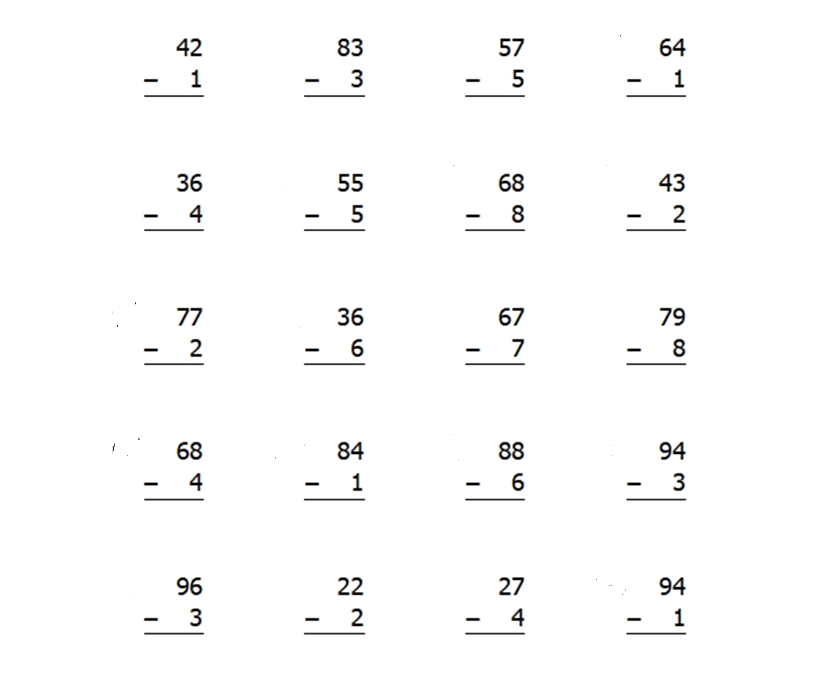 42 83 57 64
– 1 – 3 – 5 – 1
36 55 68 43
– 4 – 5 – 8 – 2
77 36 67 79
– 2 – 6 – 7 – 8
68 84 88 94
– 4 – 1 – 6 – 3
96 22 27 94
– 3 – 2 – 4 – 1